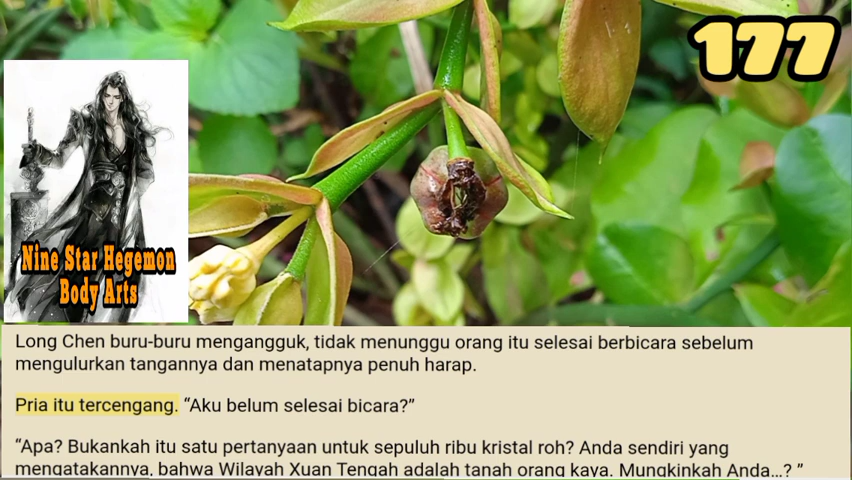 177
Nine Star Hegemon
Body Arts
Long Chen buru-buru mengangguk, tidak menunggu orang itu selesai berbicara sebelum
mengulurkan tangannya dan menatapnya penuh harap.
Pria itu tercengang. “Aku belum selesai bicara?”
“Apa? Bukankah itu satu pertanyaan untuk sepuluh ribu kristal roh? Anda sendiri yang
mengatakannya, bahwa Wilayah Xuan Tengah adalah tanah orang kaya. Mungkinkah Anda...? ”